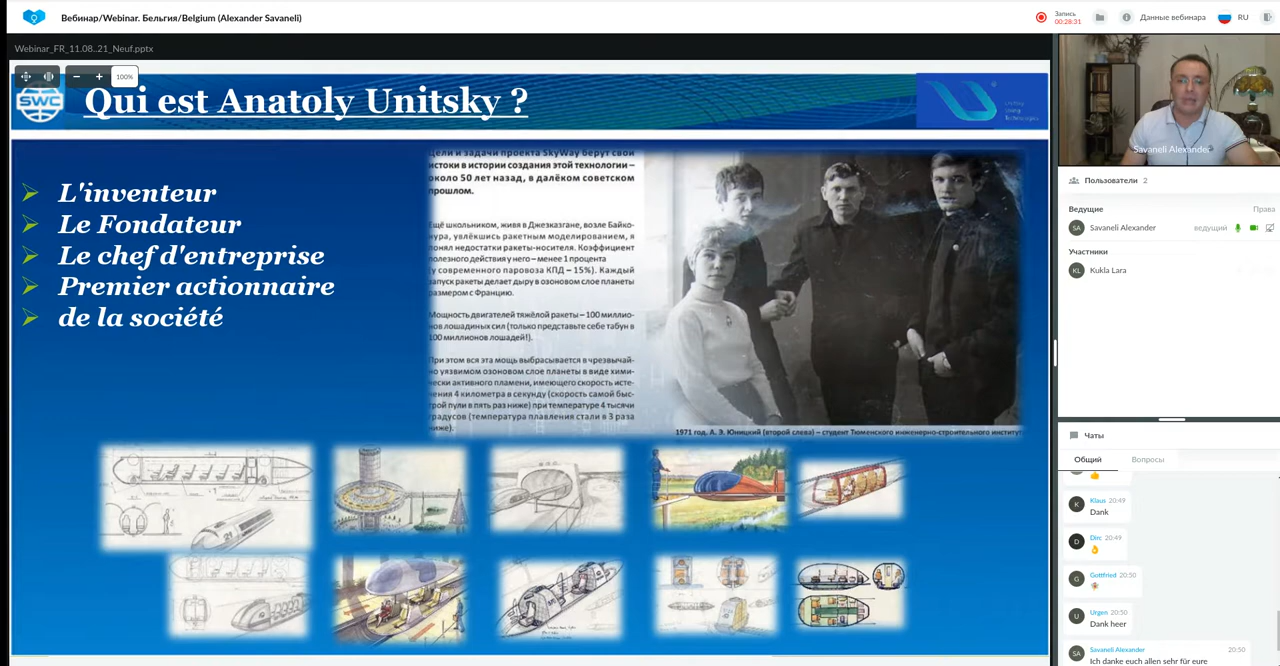 Вебинар/Webinar. Бельгия/Belgium (Alexander Savaneli)
Запись
00:28:31
Данные вебинара
RU
Webinar_FR_11.08..21_Neuf.pptx
100%
SWC
Qui est Anatoly Unitsky ?
L'inventeur
Le Fondateur
Le chef d'entreprise
Premier actionnaire
de la société
цели и задачи проекта SkyWay берут свои
истоки в истории создания этой технологии –
около 50 лет назад, в далёком советском
прошлом.
Ещё школьником, живя в Джезказгане, возле Байко-
нура, увлёкшись ракетным моделированием, я
понял недостатки ракеты-носителя. Коэффициент
полезного действия у него – менее 1 процента
(у современного паровоза КПД – 15%). Каждый
запуск ракеты делает дыру в озоновом слое планеты
размером с Францию.
Мощность двигателей тяжёлой ракеты – 100 миллио-
нов лошадиных сил (только представьте себе табун в
100 миллионов лошадей!).
При этом вся эта мощь выбрасывается в чрезвычай-
но уязвимом озоновом слое планеты в виде хими-
чески активного пламени, имеющего скорость исте-
чения 4 километра в секунду (скорость самой быс-
трой пули в пять раз ниже) при температуре 4 тысячи
градусов (температура плавления стали в 3 раза
ниже).
1971 год. А. Э. Юницкий (второй слева) – студент Тюменского инженерно-строительного институт
Savaneli Alexander
Пользователи 2
Ведущие
Права
SA Savaneli Alexander
ведущий
Участники
KL Kukla Lara
Чаты
Общий
Вопросы
K Klaus 20:49
Dank
D Dirc 20:49
G Gottfried 20:50
U Urgen 20:50
Dank heer
SA Savaneli Alexander 20:50
Ich danke euch allen sehr für eure